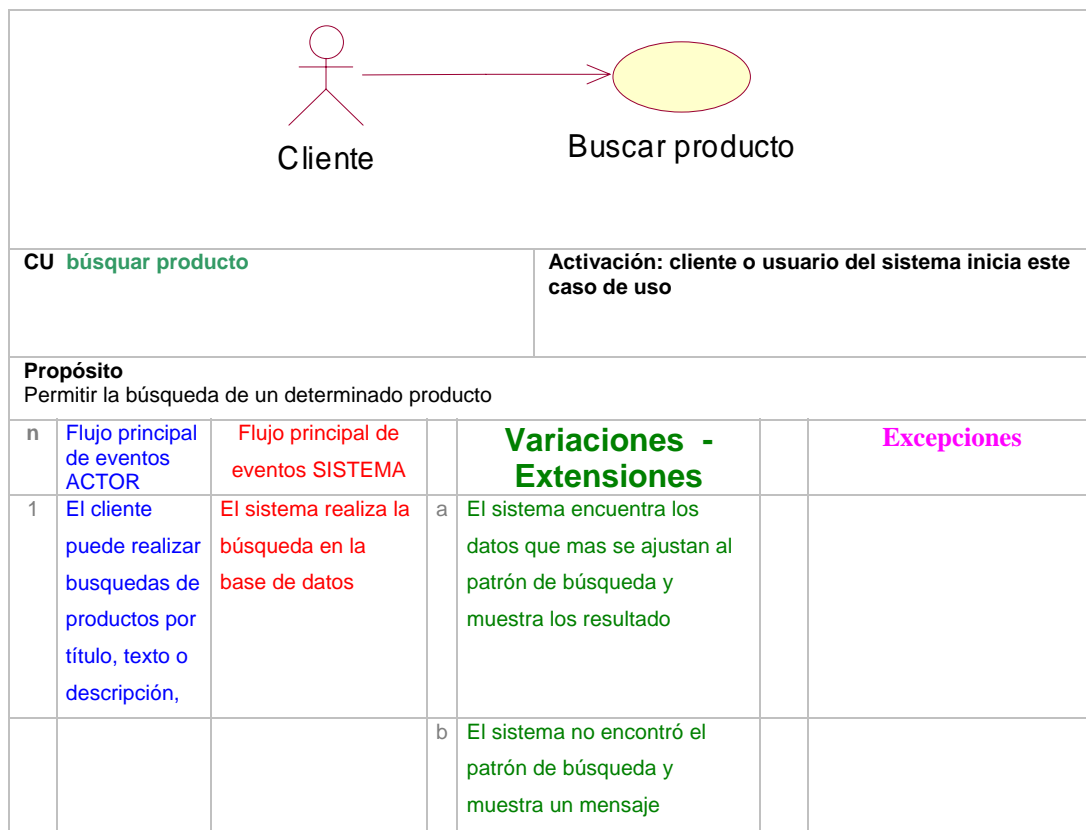 Cliente
Buscar producto
CU búsquar producto
Activación: cliente o usuario del sistema inicia este
caso de uso
Propósito
Permitir la búsqueda de un determinado producto
n
Flujo principal
de eventos
ACTOR
Flujo principal de
eventos SISTEMA
Variaciones -
Extensiones
Excepciones
1
El cliente
puede realizar
busquedas de
productos por
título, texto o
descripción,
El sistema realiza la
búsqueda en la
base de datos
a
El sistema encuentra los
datos que mas se ajustan al
patrón de búsqueda y
muestra los resultado
b
El sistema no encontró el
patrón de búsqueda y
muestra un mensaje